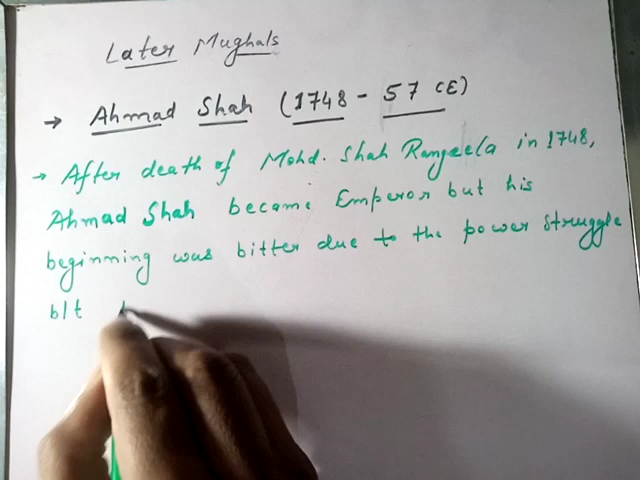 Later Mughals
→ Ahmad Shah (1748 - 57 CE)
→ After death of Mohd. Shah Rangeela in 1748,
Ahmad Shah became Emperor but his
beginning was bitter due to the power struggle
b/t